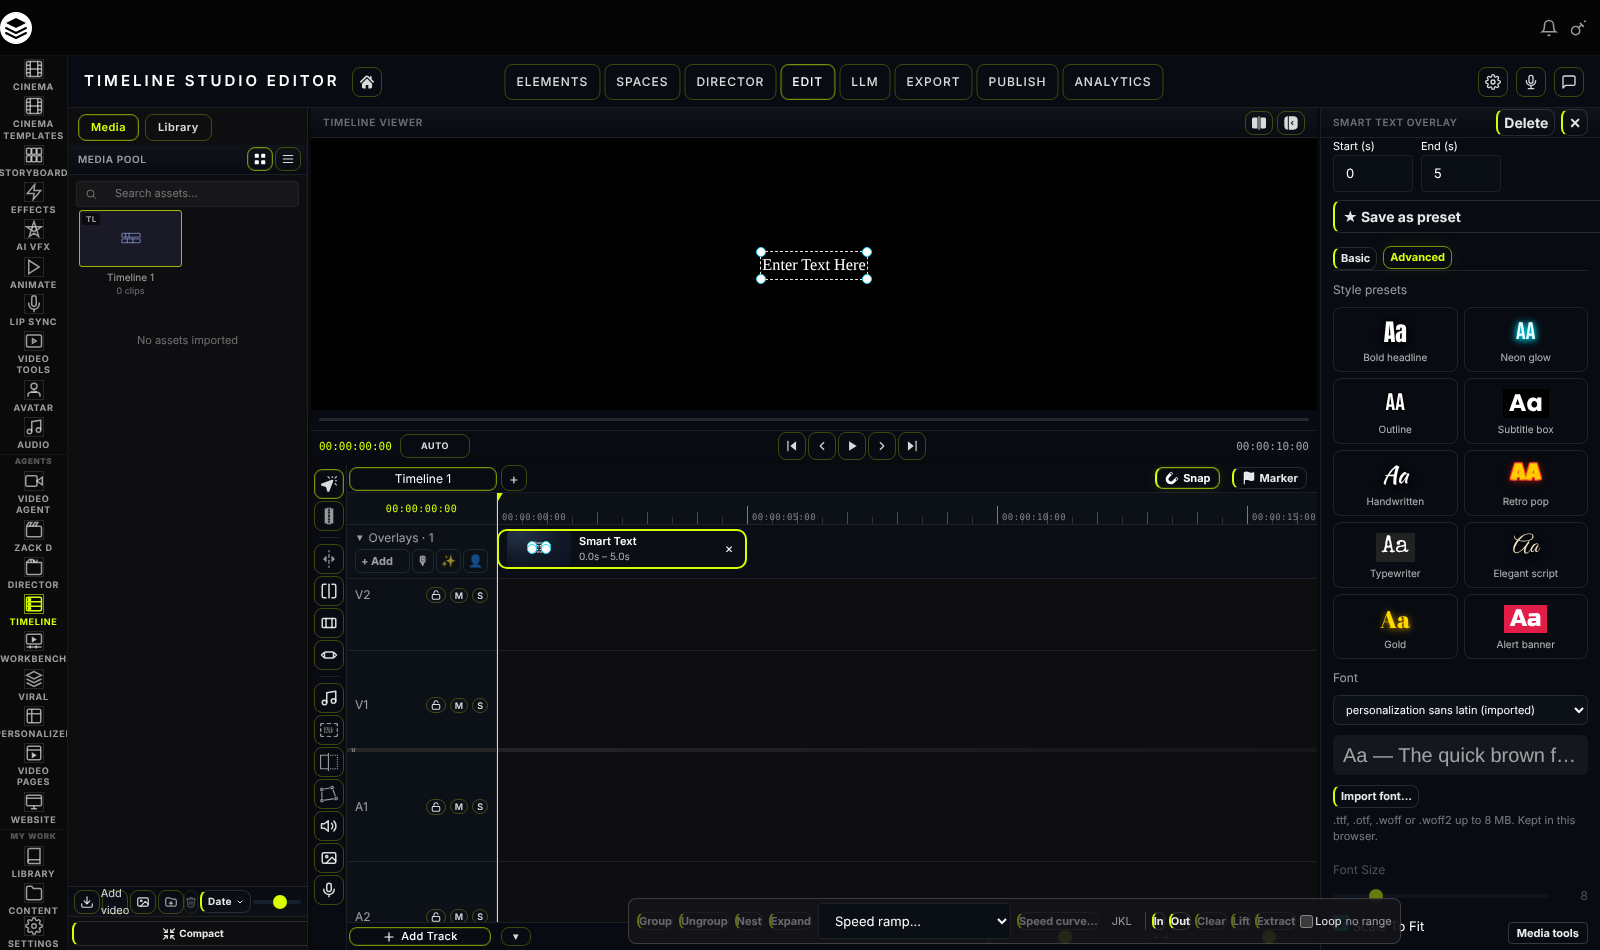 CINEMA
CINEMA
TEMPLATES
STORYBOARD
EFFECTS
AI VFX
ANIMATE
LIP SYNC
VIDEO
TOOLS
AVATAR
AUDIO
AGENTS
VIDEO
AGENT
ZACK D
DIRECTOR
TIMELINE
WORKBENCH
VIRAL
PERSONALIZE
VIDEO
PAGES
WEBSITE
MY WORK
LIBRARY
CONTENT
SETTINGS
TIMELINE STUDIO EDITOR
ELEMENTS SPACES DIRECTOR EDIT LLM EXPORT PUBLISH ANALYTICS
Media Library
MEDIA POOL
Search assets...
TL
Timeline 1
0 clips
No assets imported
Add
video
Date
Compact
TIMELINE VIEWER
Enter Text Here
00:00:00:00 AUTO 00:00:10:00
Timeline 1 + Snap Marker
00:00:00:00
00:00:00:00 00:00:05:00 00:00:10:00 00:00:15:00
Overlays · 1
+ Add
Smart Text
0.0s – 5.0s
V2 M S
V1 M S
A1 M S
A2 M S
+ Add Track
Group Ungroup Nest Expand Speed ramp... Speed curve... JKL In Out Clear Lift Extract Loop no range
SMART TEXT OVERLAY Delete
Start (s) End (s)
0 5
★ Save as preset
Basic Advanced
Style presets
Aa AA
Bold headline Neon glow
AA Aa
Outline Subtitle box
Aa AA
Handwritten Retro pop
Aa Aa
Typewriter Elegant script
Aa Aa
Gold Alert banner
Font
personalization sans latin (imported)
Aa — The quick brown f...
Import font...
.ttf, .otf, .woff or .woff2 up to 8 MB. Kept in this
browser.
Font Size
8
Fit
Media tools